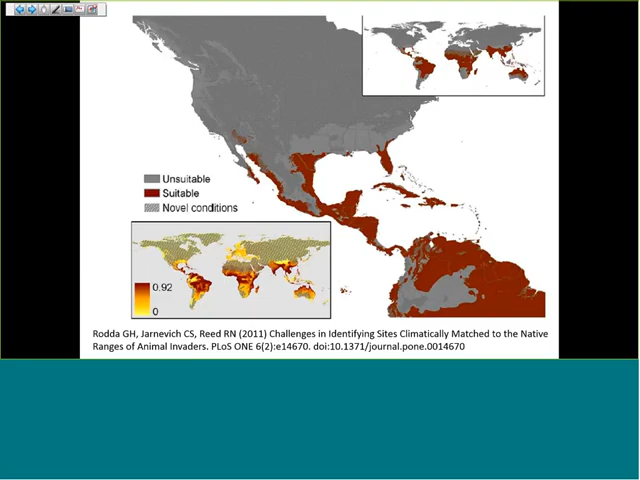 Unsuitable
Suitable
Novel conditions
0.92
0
Rodda GH, Jarnevich CS, Reed RN (2011) Challenges in Identifying Sites Climatically Matched to the Native
Ranges of Animal Invaders. PLoS ONE 6(2):e14670. doi:10.1371/journal.pone.0014670